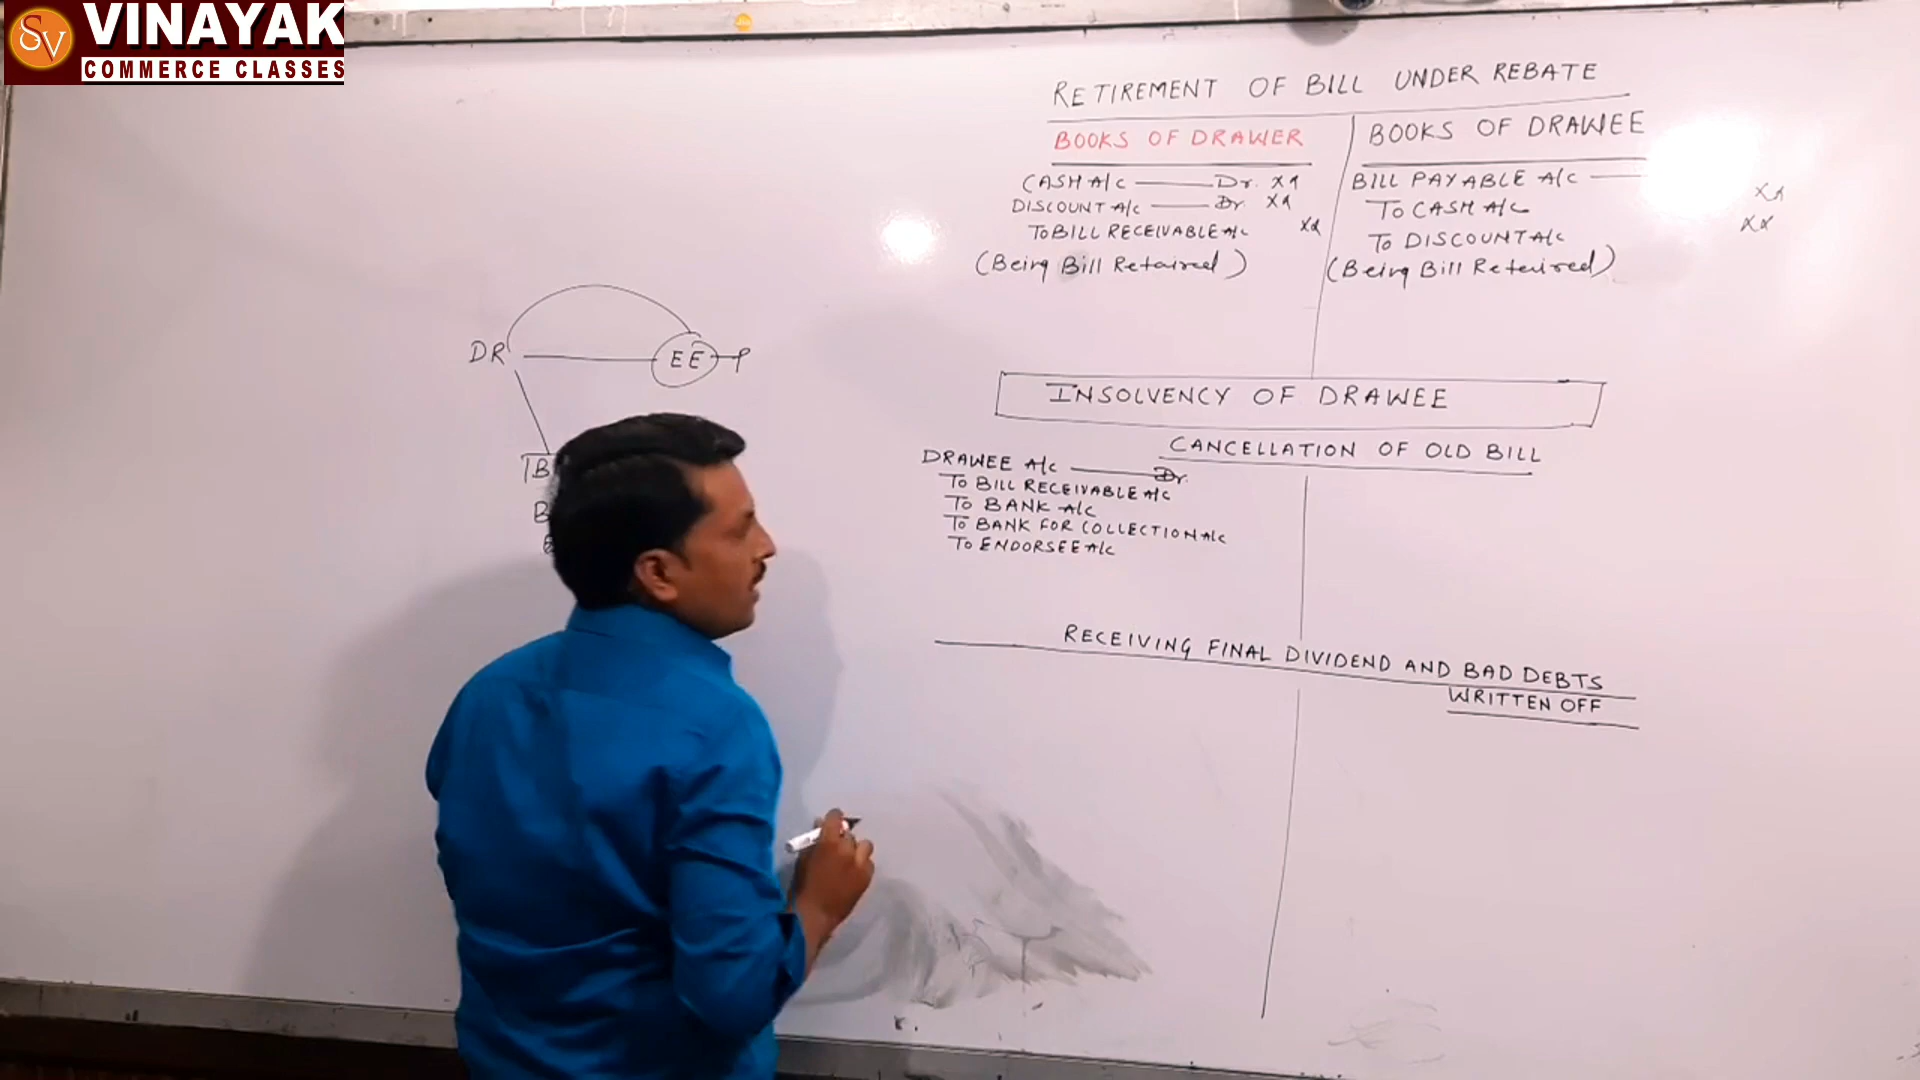 SV VINAYAK
COMMERCE CLASSES
RETIREMENT OF BILL UNDER REBATE
BOOKS OF DRAWER
CASH A/c ——— Dr. XX
DISCOUNT A/c ——— Dr. XX
TO BILL RECEIVABLE A/c XX
(Being Bill Retaired)
BOOKS OF DRAWEE
BILL PAYABLE A/c ———
TO CASH A/c XX
TO DISCOUNT A/c XX
(Being Bill Reteired)
DR EE P
B
B
INSOLVENCY OF DRAWEE
CANCELLATION OF OLD BILL
DRAWEE A/c ——— Dr.
TO BILL RECEIVABLE A/c
TO BANK A/c
TO BANK FOR COLLECTION A/c
TO ENDORSEE A/c
RECEIVING FINAL DIVIDEND AND BAD DEBTS
WRITTEN OFF